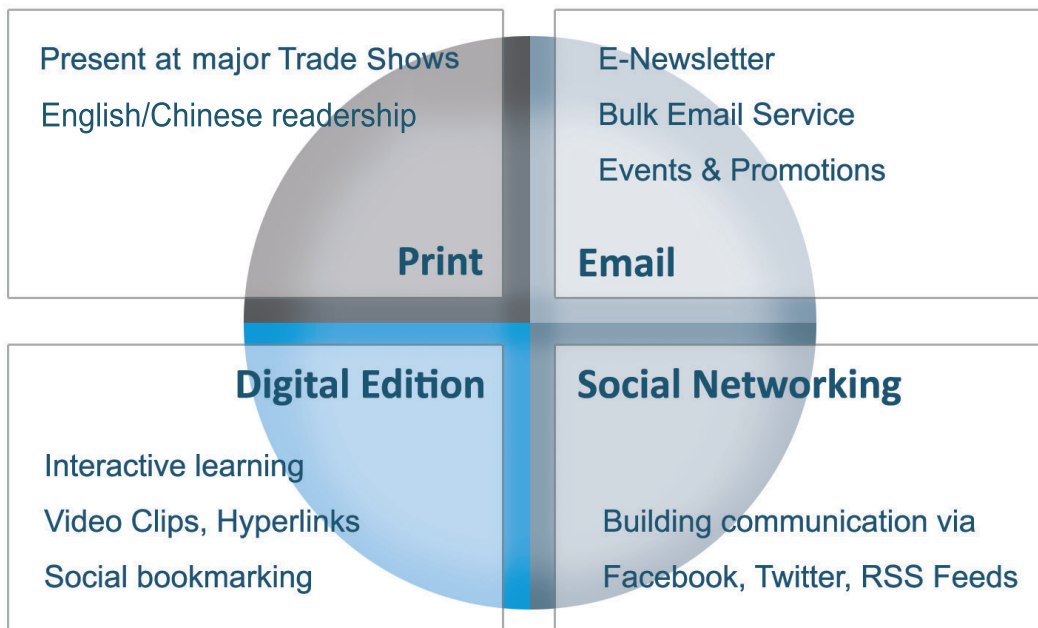 Present at major Trade Shows
English/Chinese readership
Print
E-Newsletter
Bulk Email Service
Events & Promotions
Email
Digital Edition
Interactive learning
Video Clips, Hyperlinks
Social bookmarking
Social Networking
Building communication via
Facebook, Twitter, RSS Feeds